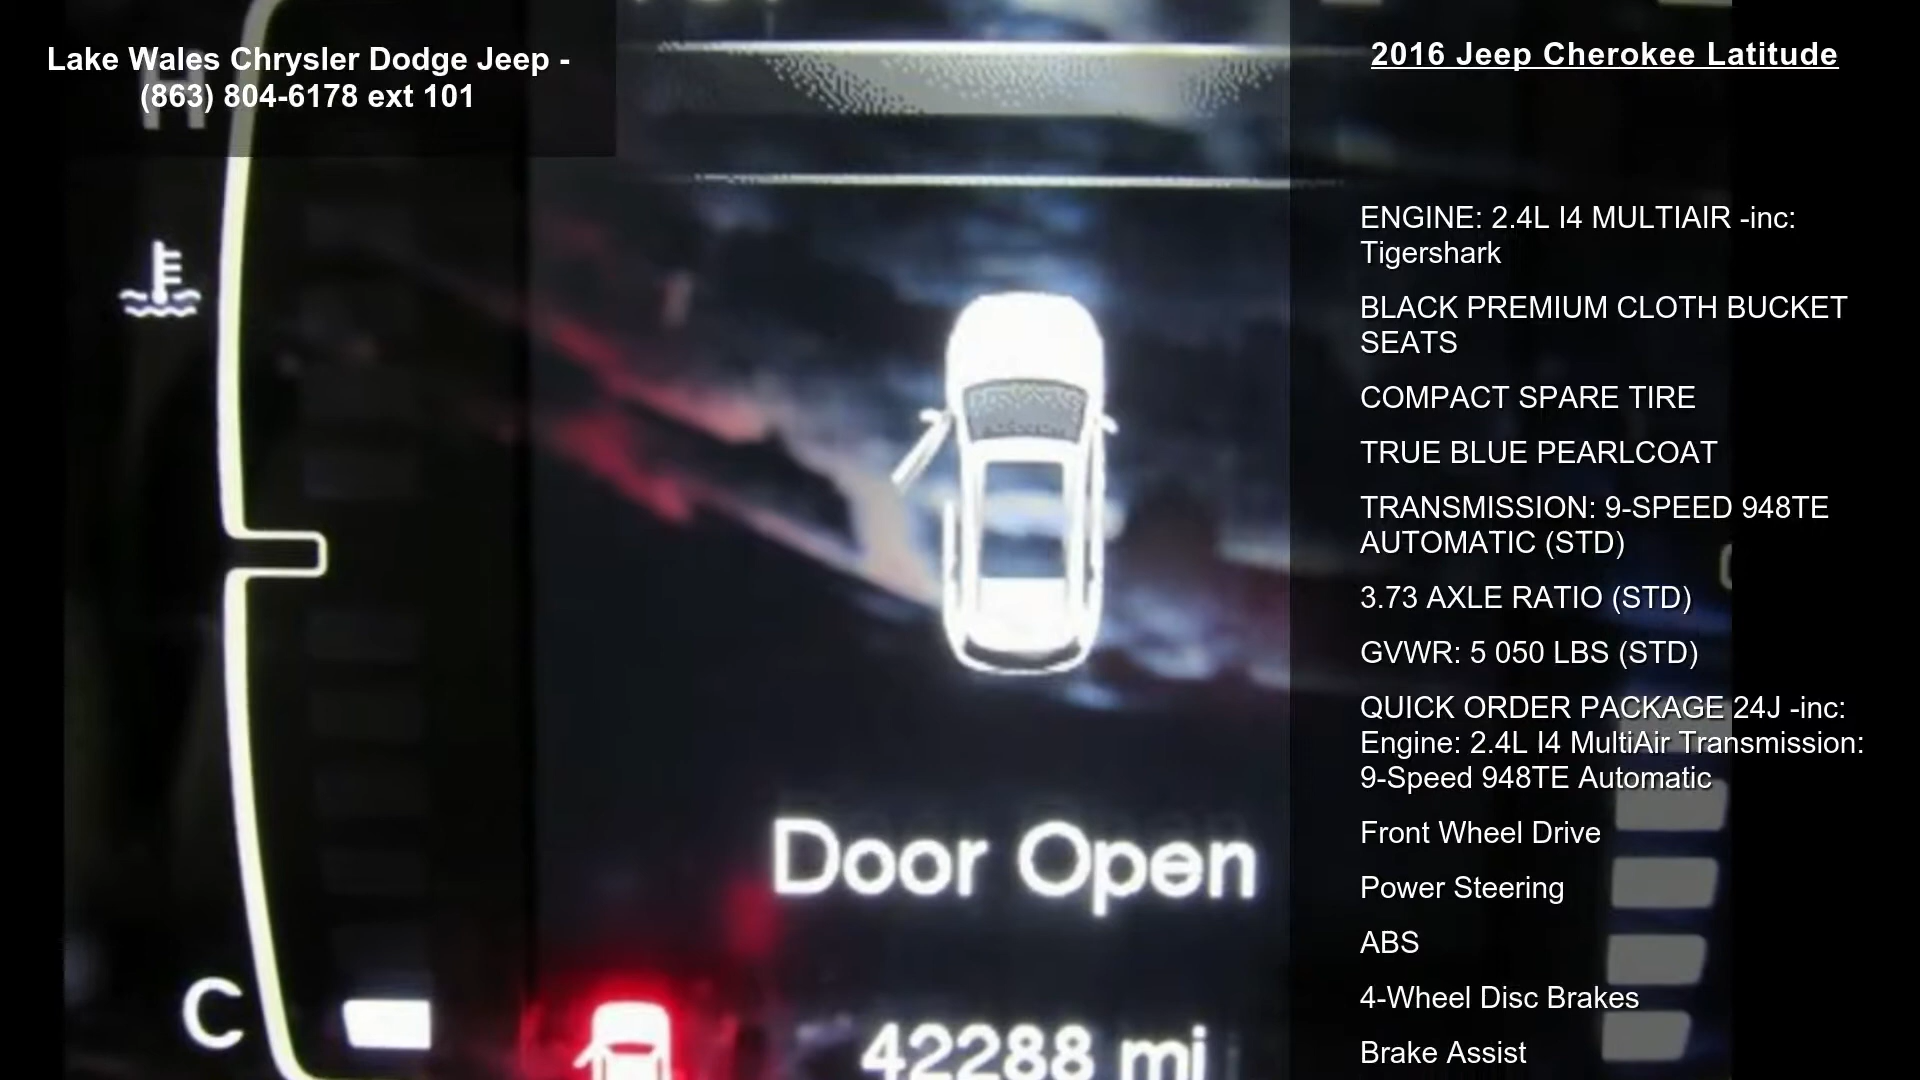 Lake Wales Chrysler Dodge Jeep -
(863) 804-6178 ext 101
H
2016 Jeep Cherokee Latitude
ENGINE: 2.4L I4 MULTIAIR -inc:
Tigershark
BLACK PREMIUM CLOTH BUCKET
SEATS
COMPACT SPARE TIRE
TRUE BLUE PEARLCOAT
TRANSMISSION: 9-SPEED 948TE
AUTOMATIC (STD)
3.73 AXLE RATIO (STD)
GVWR: 5 050 LBS (STD)
QUICK ORDER PACKAGE 24J -inc:
Engine: 2.4L I4 MultiAir Transmission:
9-Speed 948TE Automatic
Front Wheel Drive
Power Steering
ABS
4-Wheel Disc Brakes
Brake Assist
Door Open
C
42288 mi